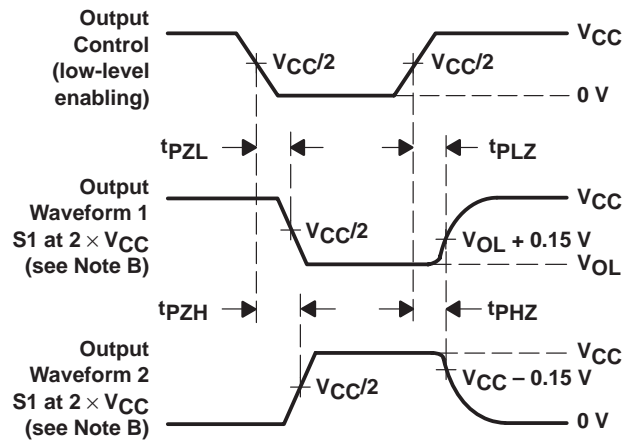 Output
Control
(low-level
enabling)
VCC
VCC/2
VCC/2
0 V
tPZL
tPLZ
Output
Waveform 1
S1 at 2 × VCC
(see Note B)
VCC
VCC/2
VOL + 0.15 V
VOL
tPZH
tPHZ
Output
Waveform 2
S1 at 2 × VCC
(see Note B)
VCC
VCC/2
VCC – 0.15 V
0 V